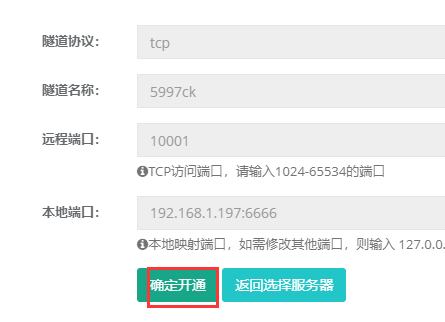 隧道协议： tcp
隧道名称： 5997ck
远程端口： 10001
TCP访问端口，请输入1024-65534的端口
本地端口： 192.168.1.197:6666
本地映射端口，如需修改其他端口，则输入 127.0.0.
确定开通 返回选择服务器